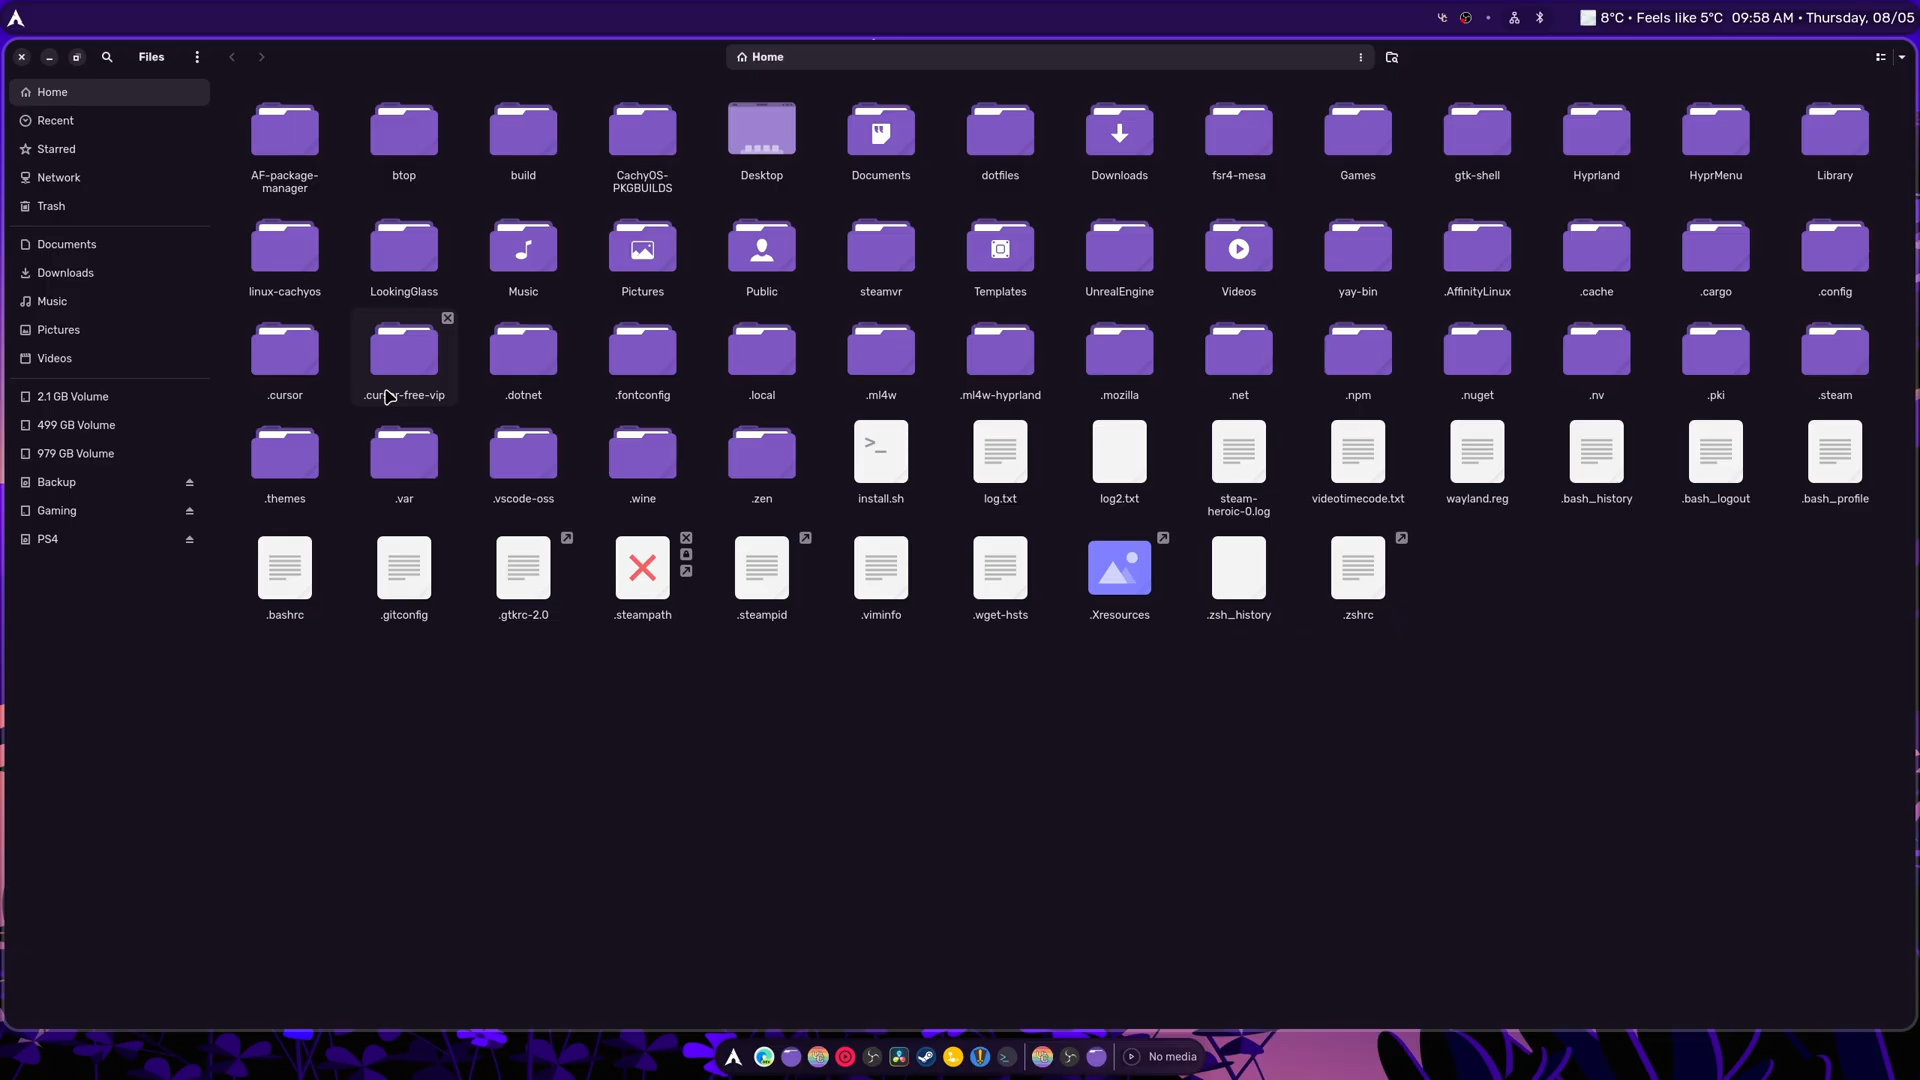 8°C • Feels like 5°C 09:58 AM • Thursday, 08/05
Files
Home
Home
Recent
Starred
Network
Trash
Documents
Downloads
Music
Pictures
Videos
2.1 GB Volume
499 GB Volume
979 GB Volume
Backup
Gaming
PS4
AF-package-
manager
btop
build
CachyOS-
PKGBUILDS
Desktop
Documents
dotfiles
Downloads
fsr4-mesa
Games
gtk-shell
Hyprland
HyprMenu
Library
linux-cachyos
LookingGlass
Music
Pictures
Public
steamvr
Templates
UnrealEngine
Videos
yay-bin
.AffinityLinux
.cache
.cargo
.config
.cursor
.cursor-free-vip
.dotnet
.fontconfig
.local
.ml4w
.ml4w-hyprland
.mozilla
.net
.npm
.nuget
.nv
.pki
.steam
.themes
.var
.vscode-oss
.wine
.zen
>_
install.sh
log.txt
log2.txt
steam-
heroic-0.log
videotimecode.txt
wayland.reg
.bash_history
.bash_logout
.bash_profile
.bashrc
.gitconfig
.gtkrc-2.0
.steampath
.steampid
.viminfo
.wget-hsts
.Xresources
.zsh_history
.zshrc
No media